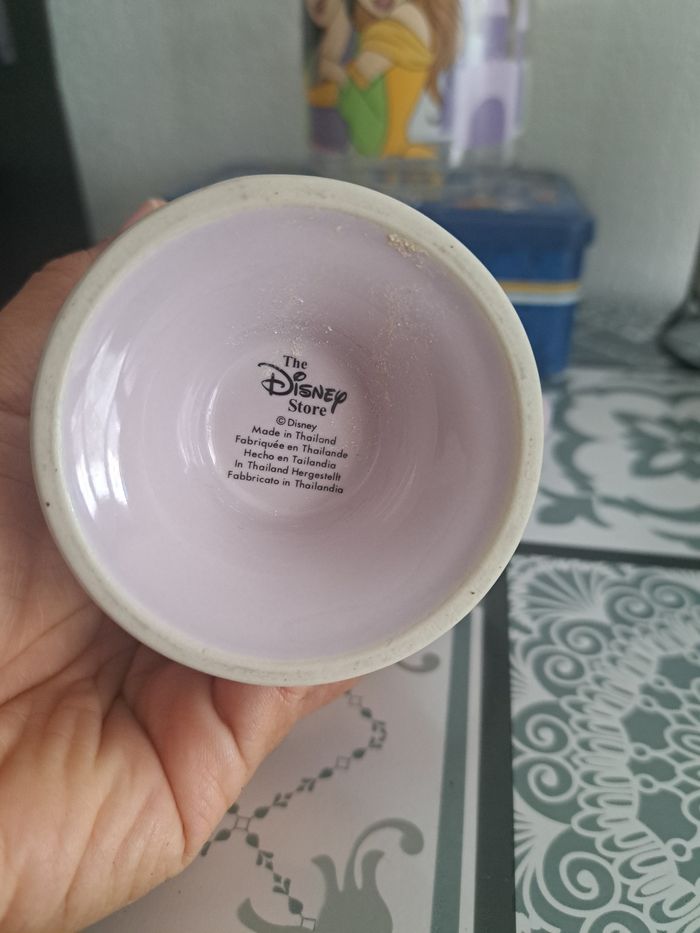 The
Disney
Store
© Disney
Made in Thailand
Fabriquée en Thailande
Hecho en Tailandia
In Thailand Hergestellt
Fabbricato in Thailandia